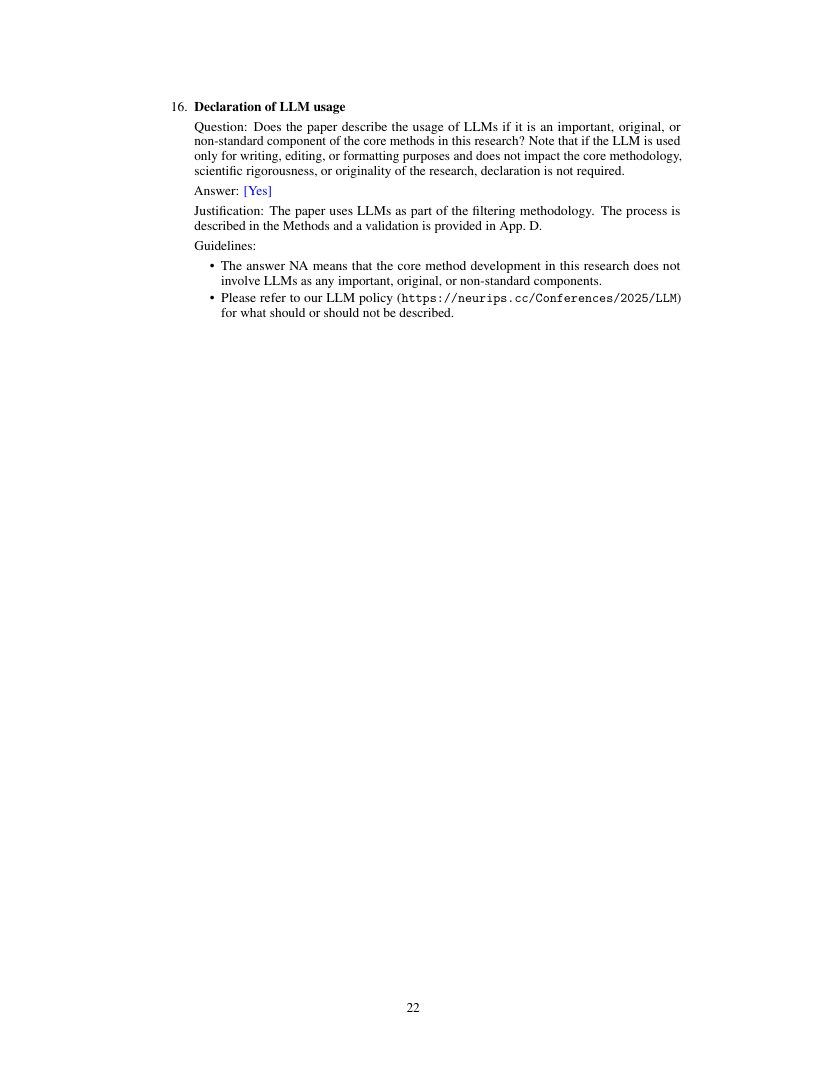 16. Declaration of LLM usage
Question: Does the paper describe the usage of LLMs if it is an important, original, or
non-standard component of the core methods in this research? Note that if the LLM is used
only for writing, editing, or formatting purposes and does not impact the core methodology,
scientific rigorousness, or originality of the research, declaration is not required.
Answer: [Yes]
Justification: The paper uses LLMs as part of the filtering methodology. The process is
described in the Methods and a validation is provided in App. D.
Guidelines:
• The answer NA means that the core method development in this research does not
involve LLMs as any important, original, or non-standard components.
• Please refer to our LLM policy (https://neurips.cc/Conferences/2025/LLM)
for what should or should not be described.
22